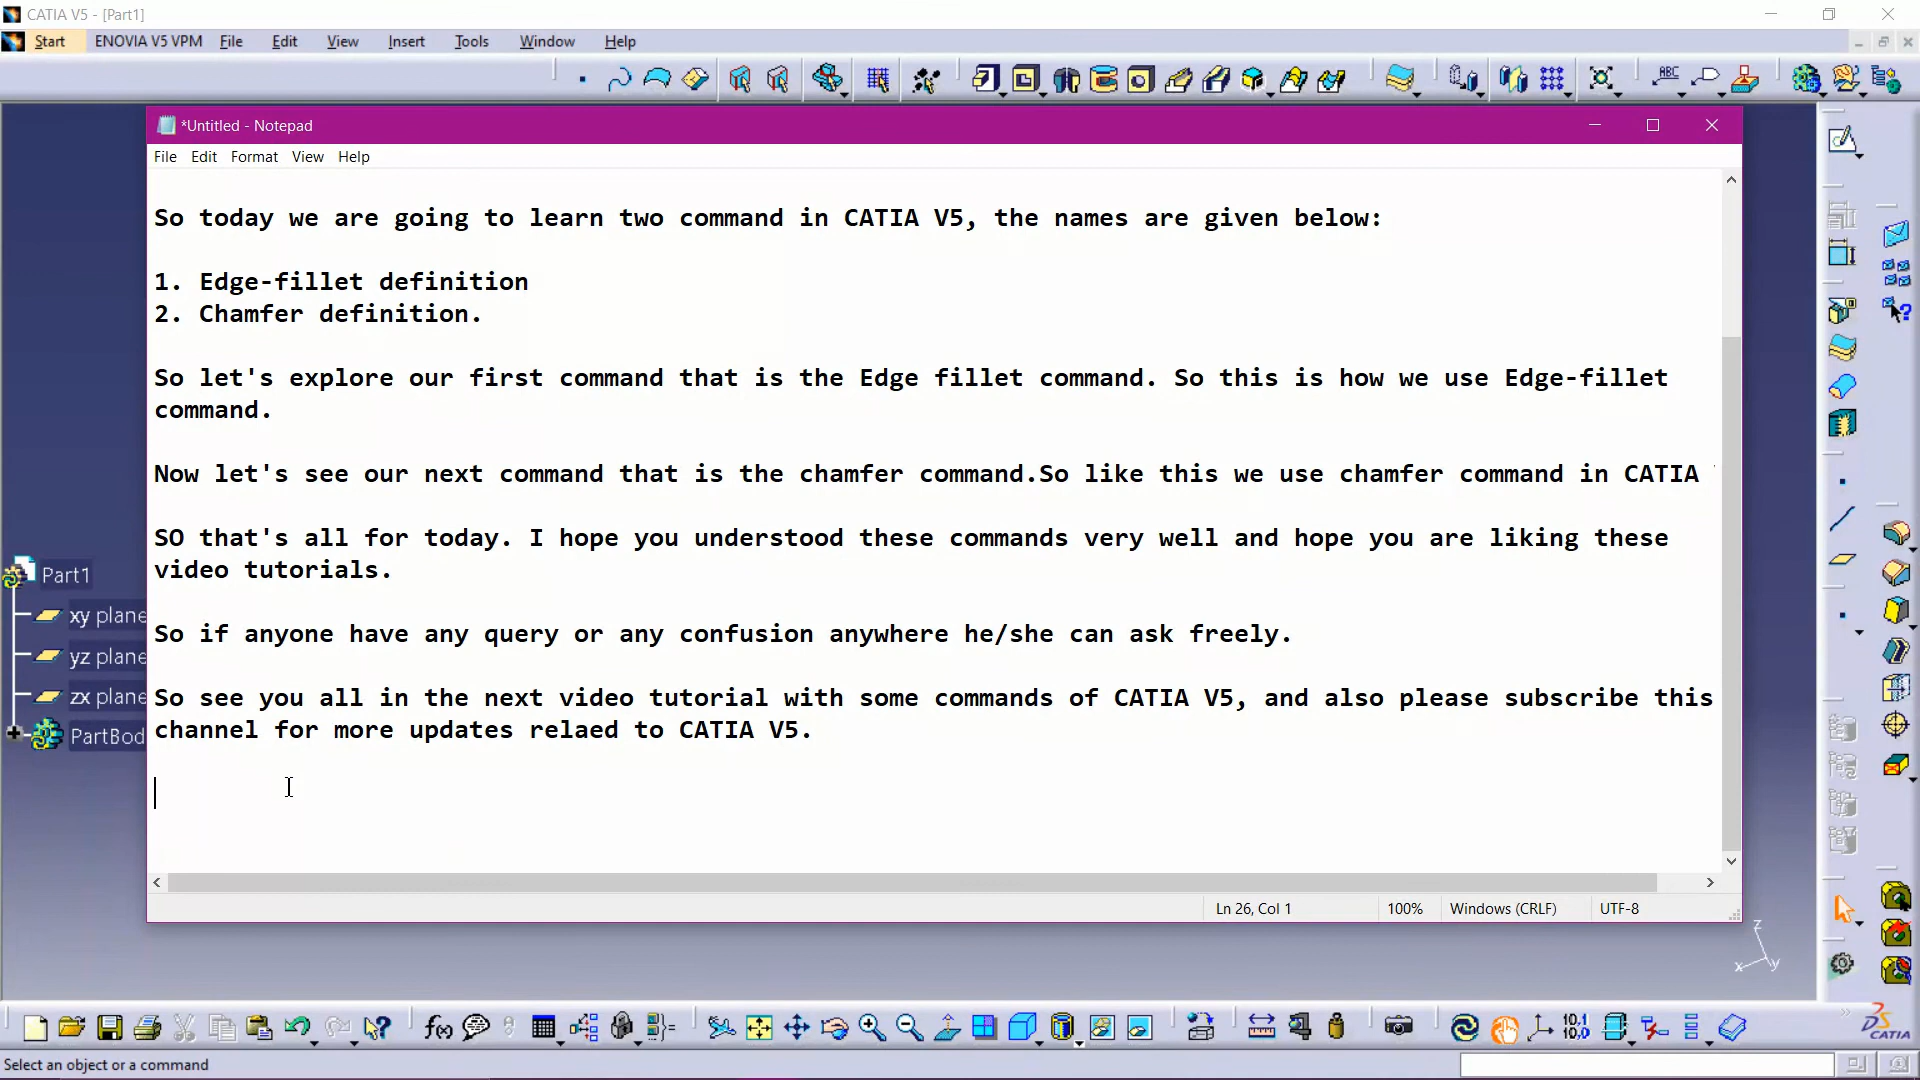 CATIA V5 - [Part1]
Start ENOVIA V5 VPM File Edit View Insert Tools Window Help
ABC
*Untitled - Notepad
File Edit Format View Help
So today we are going to learn two command in CATIA V5, the names are given below:
1. Edge-fillet definition
2. Chamfer definition.
So let's explore our first command that is the Edge fillet command. So this is how we use Edge-fillet
command.
Now let's see our next command that is the chamfer command.So like this we use chamfer command in CATIA
SO that's all for today. I hope you understood these commands very well and hope you are liking these
video tutorials.
So if anyone have any query or any confusion anywhere he/she can ask freely.
So see you all in the next video tutorial with some commands of CATIA V5, and also please subscribe this
channel for more updates relaed to CATIA V5.
Part1
xy plane
yz plane
zx plane
PartBod
Ln 26, Col 1 100% Windows (CRLF) UTF-8
z
x y
f(x) 10,1
10,0
CATIA
Select an object or a command